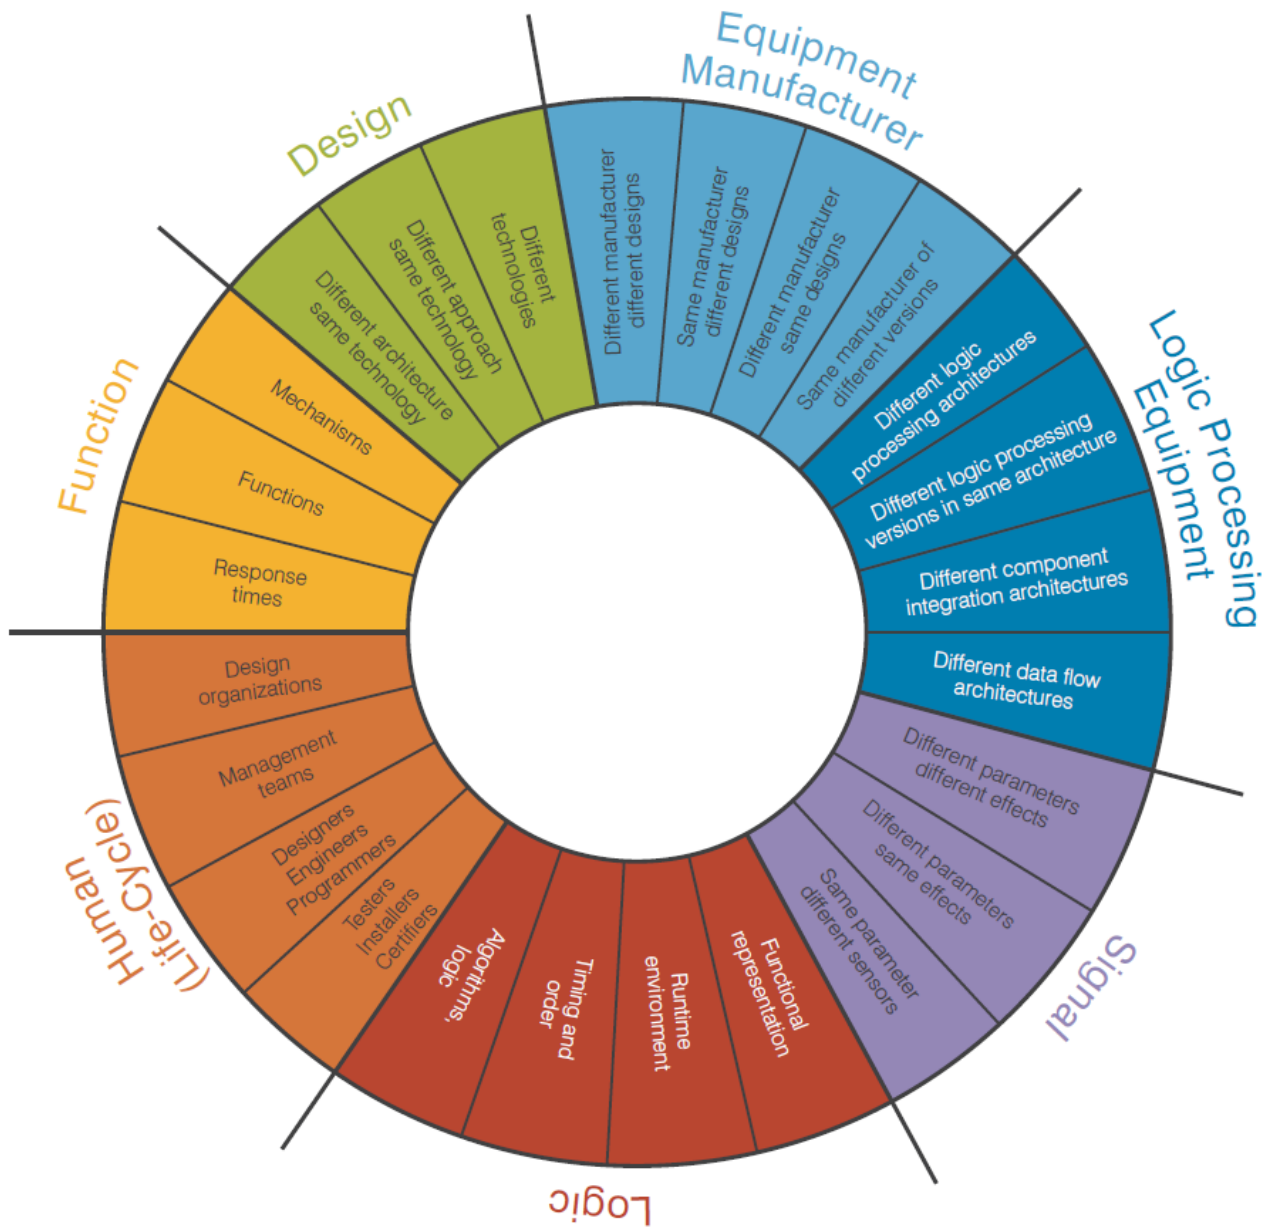 Equipment
Manufacturer
Different manufacturer
different designs
Same manufacturer
different designs
Different manufacturer
same designs
Same manufacturer of
different versions
Logic Processing
Equipment
Different logic
processing architectures
Different logic processing
versions in same architecture
Different component
integration architectures
Different data flow
architectures
Signal
Different parameters
different effects
Different parameters
same effects
Same parameter
different sensors
Logic
Functional
representation
Runtime
environment
Timing and
order
Algorithms,
logic
Human
(Life-Cycle)
Testers
Installers
Certifiers
Designers
Engineers
Programmers
Management
teams
Design
organizations
Function
Response
times
Functions
Mechanisms
Design
Different architecture
same technology
Different approach
same technology
Different
technologies